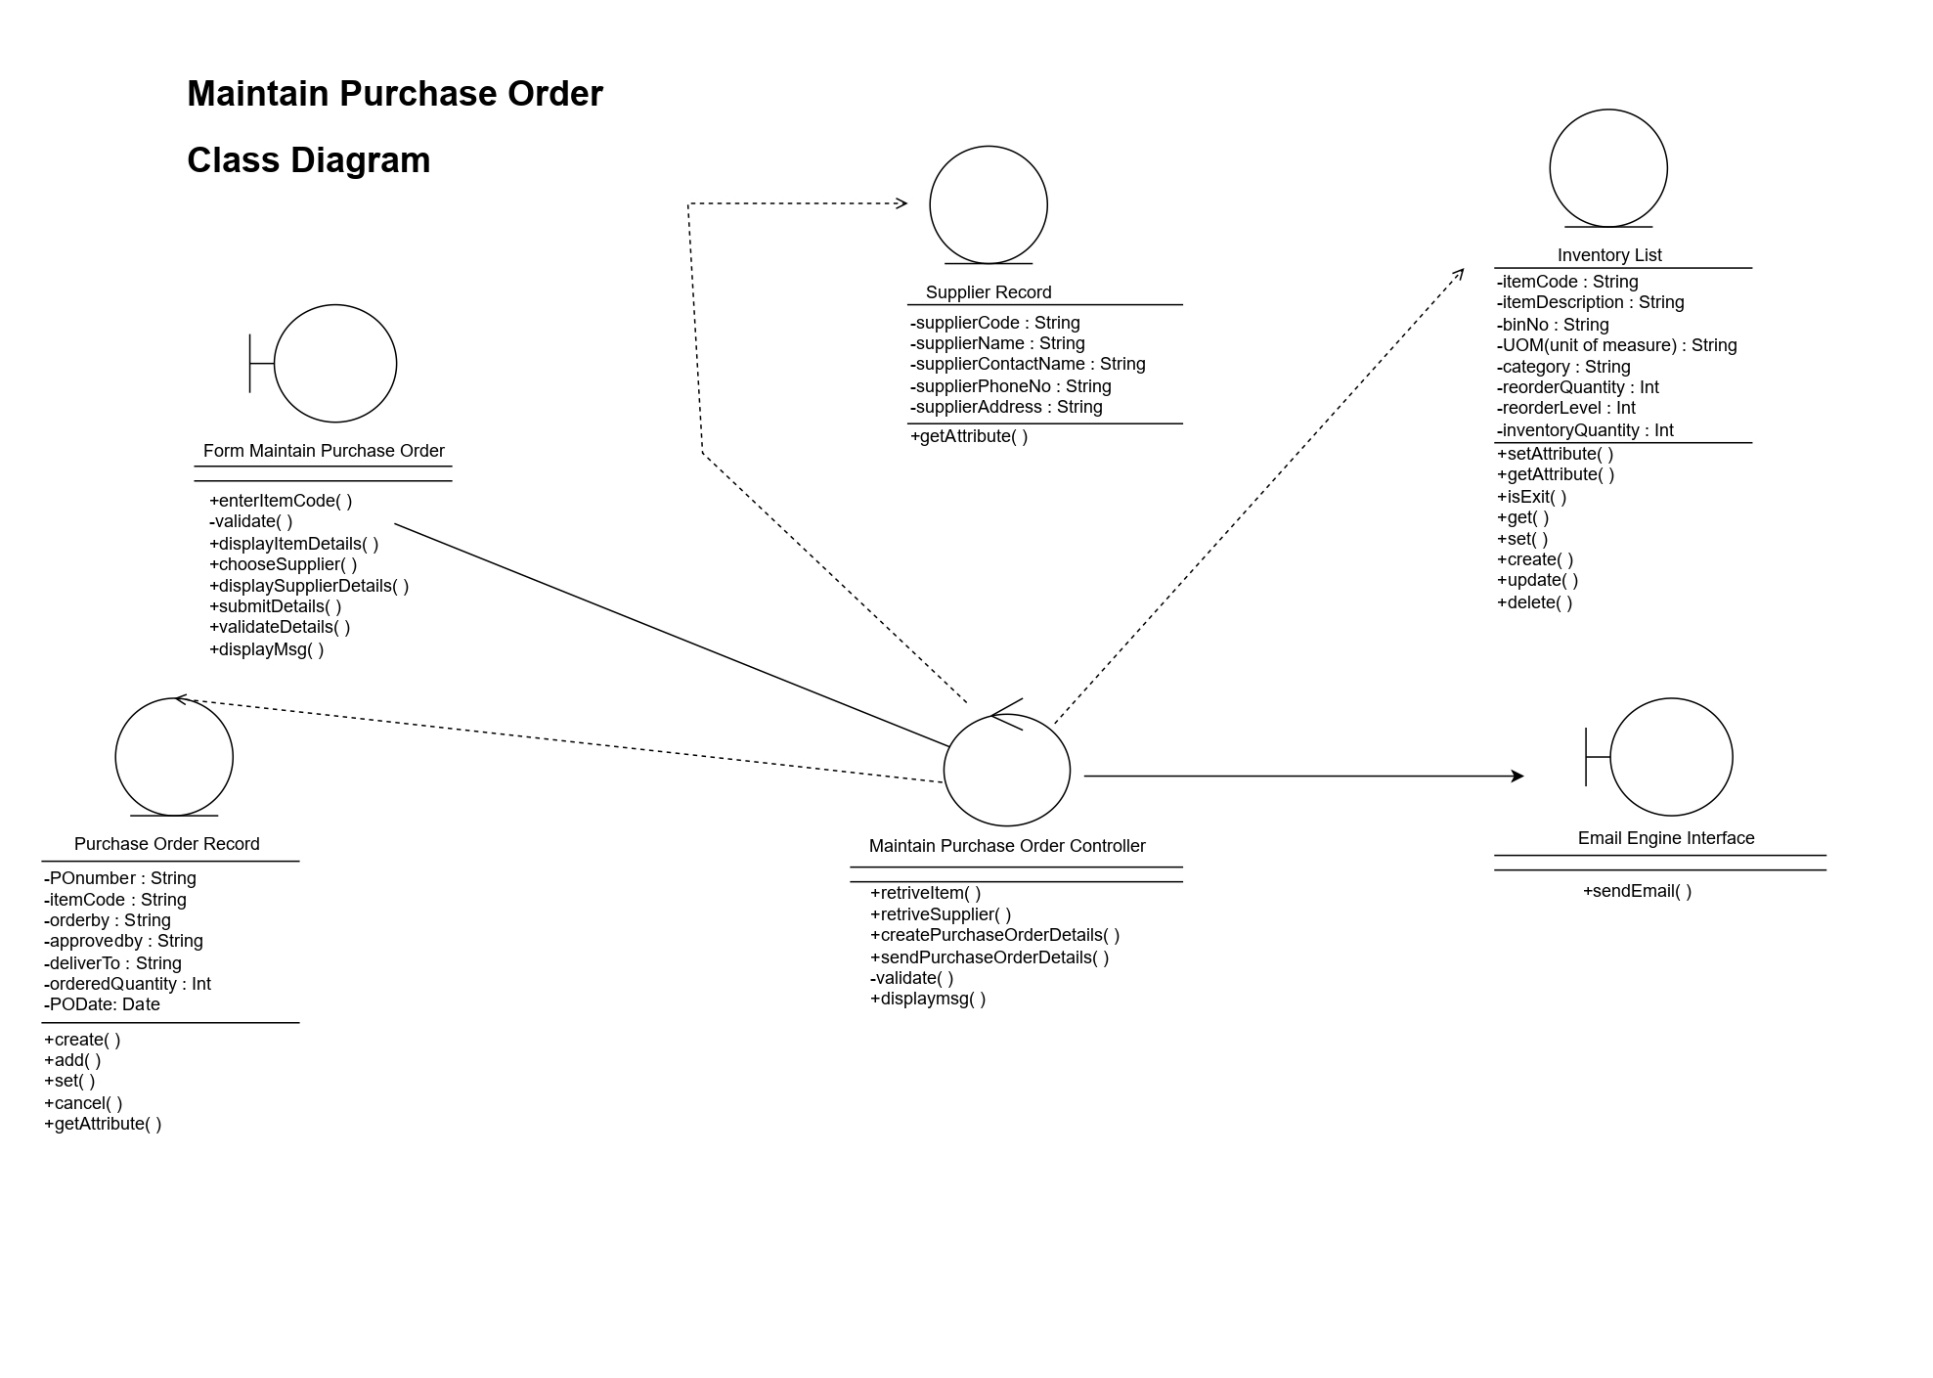 Maintain Purchase Order
Class Diagram
Supplier Record
-supplierCode : String
-supplierName : String
-supplierContactName : String
-supplierPhoneNo : String
-supplierAddress : String
+getAttribute( )
Inventory List
-itemCode : String
-itemDescription : String
-binNo : String
-UOM(unit of measure) : String
-category : String
-reorderQuantity : Int
-reorderLevel : Int
-inventoryQuantity : Int
+setAttribute( )
+getAttribute( )
+isExit( )
+get( )
+set( )
+create( )
+update( )
+delete( )
Form Maintain Purchase Order
+enterItemCode( )
-validate( )
+displayItemDetails( )
+chooseSupplier( )
+displaySupplierDetails( )
+submitDetails( )
+validateDetails( )
+displayMsg( )
Purchase Order Record
-POnumber : String
-itemCode : String
-orderby : String
-approvedby : String
-deliverTo : String
-orderedQuantity : Int
-PODate: Date
+create( )
+add( )
+set( )
+cancel( )
+getAttribute( )
Maintain Purchase Order Controller
+retriveItem( )
+retriveSupplier( )
+createPurchaseOrderDetails( )
+sendPurchaseOrderDetails( )
-validate( )
+displaymsg( )
Email Engine Interface
+sendEmail( )